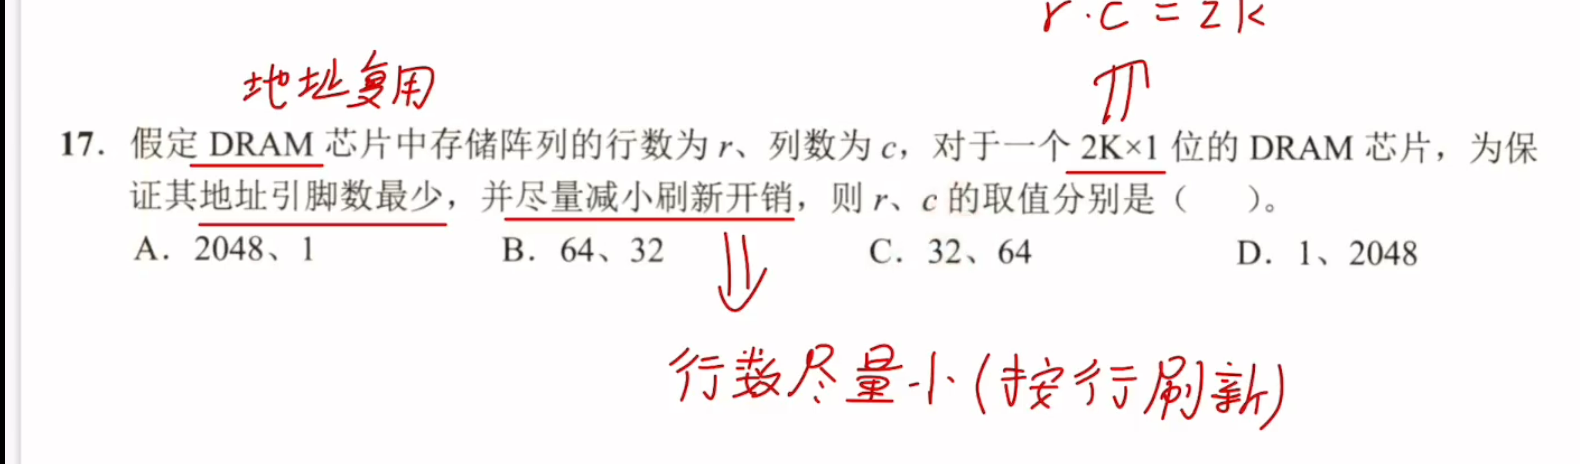 r·c = 2k
地址复用
17. 假定 DRAM 芯片中存储阵列的行数为 r、列数为 c，对于一个 2K×1 位的 DRAM 芯片，为保
证其地址引脚数最少，并尽量减小刷新开销，则 r、c 的取值分别是（ ）。
A. 2048、1 B. 64、32 C. 32、64 D. 1、2048
行数尽量小(按行刷新)